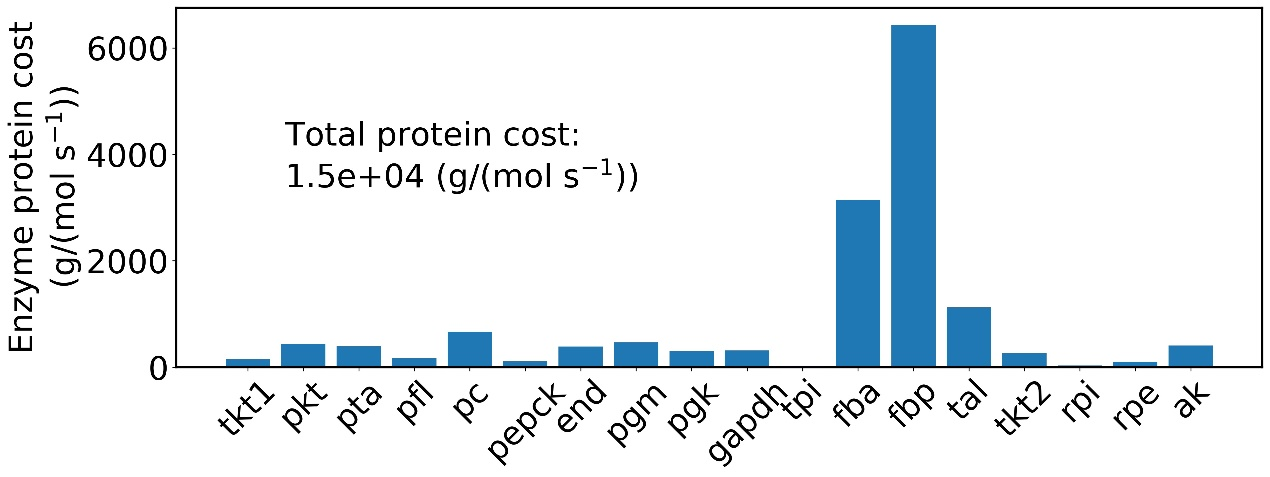 Enzyme protein cost
(g/(mol s⁻¹))
6000
4000
2000
0
Total protein cost:
1.5e+04 (g/(mol s⁻¹))
tkt1
pkt
pta
pfl
pc
pepck
end
pgm
pgk
gapdh
tpi
fba
fbp
tal
tkt2
rpi
rpe
ak